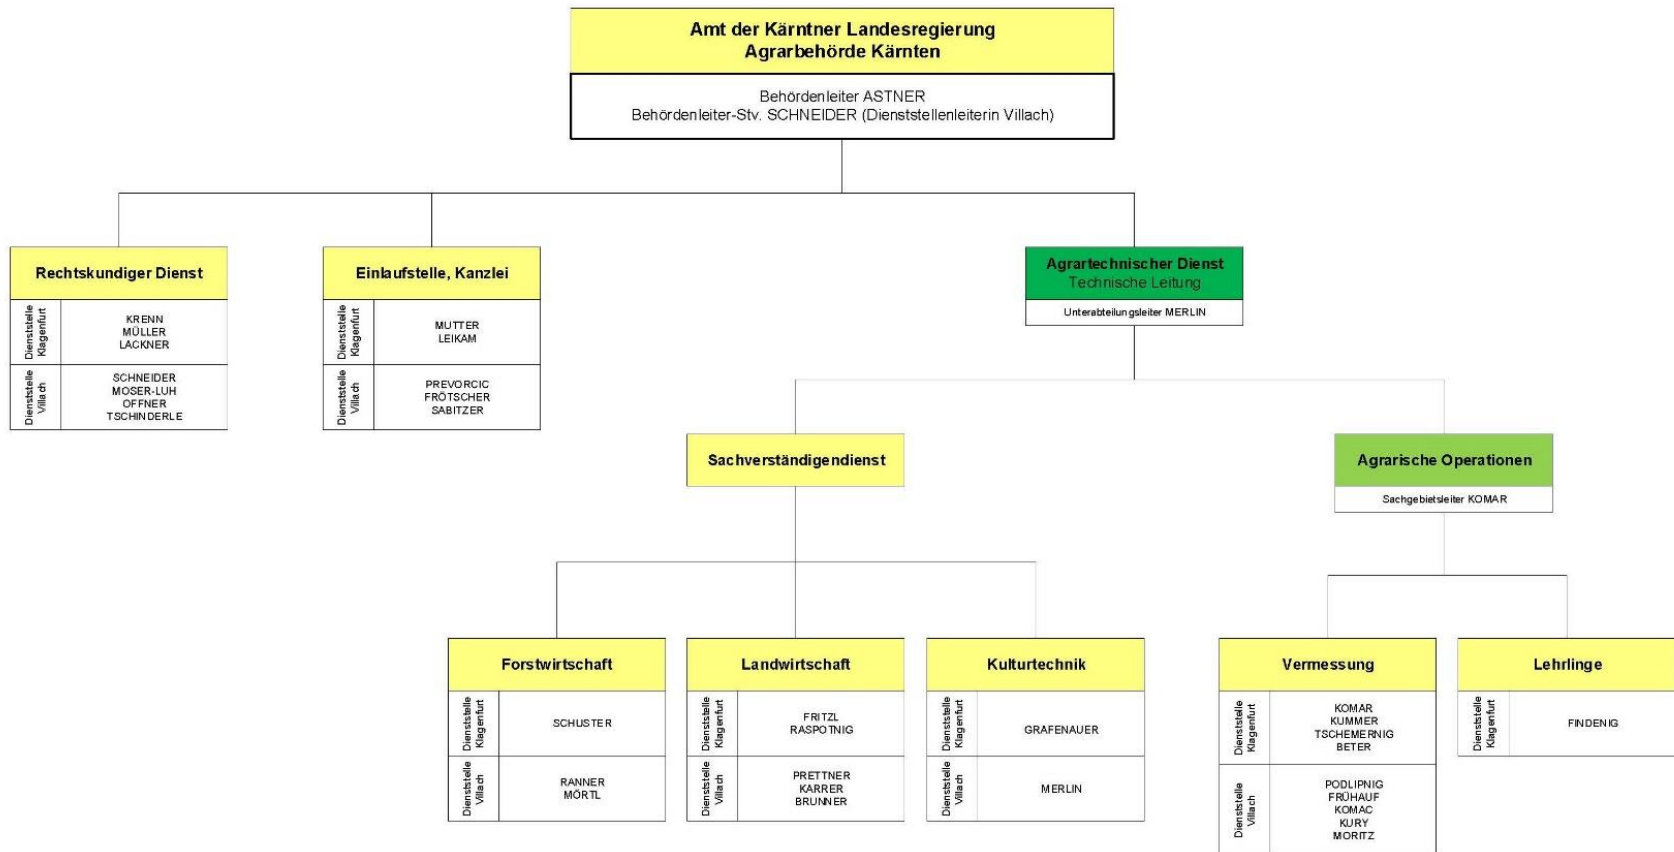 Amt der Kärntner Landesregierung
Agrarbehörde Kärnten
Behördenleiter ASTNER
Behördenleiter-Stv. SCHNEIDER (Dienststellenleiterin Villach)
Rechtskundiger Dienst
Dienststelle
Klagenfurt
KRENN
MÜLLER
LACKNER
Dienststelle
Villach
SCHNEIDER
MOSER-LUH
OFFNER
TSCHINDERLE
Einlaufstelle, Kanzlei
Dienststelle
Klagenfurt
MUTTER
LEIKAM
Dienststelle
Villach
PREVORCIC
FRÖTSCHER
SABITZER
Agrartechnischer Dienst
Technische Leitung
Unterabteilungsleiter MERLIN
Sachverständigendienst
Agrarische Operationen
Sachgebietsleiter KOMAR
Forstwirtschaft
Dienststelle
Klagenfurt
SCHUSTER
Dienststelle
Villach
RANNER
MÖRTL
Landwirtschaft
Dienststelle
Klagenfurt
FRITZL
RASPOTNIG
Dienststelle
Villach
PRETTNER
KARRER
BRUNNER
Kulturtechnik
Dienststelle
Klagenfurt
GRAFENAUER
Dienststelle
Villach
MERLIN
Vermessung
Dienststelle
Klagenfurt
KOMAR
KUMMER
TSCHEMERNIG
BETER
Dienststelle
Villach
PODLIPNIG
FRÜHAUF
KOMAC
KURY
MORITZ
Lehrlinge
Dienststelle
Klagenfurt
FINDENIG